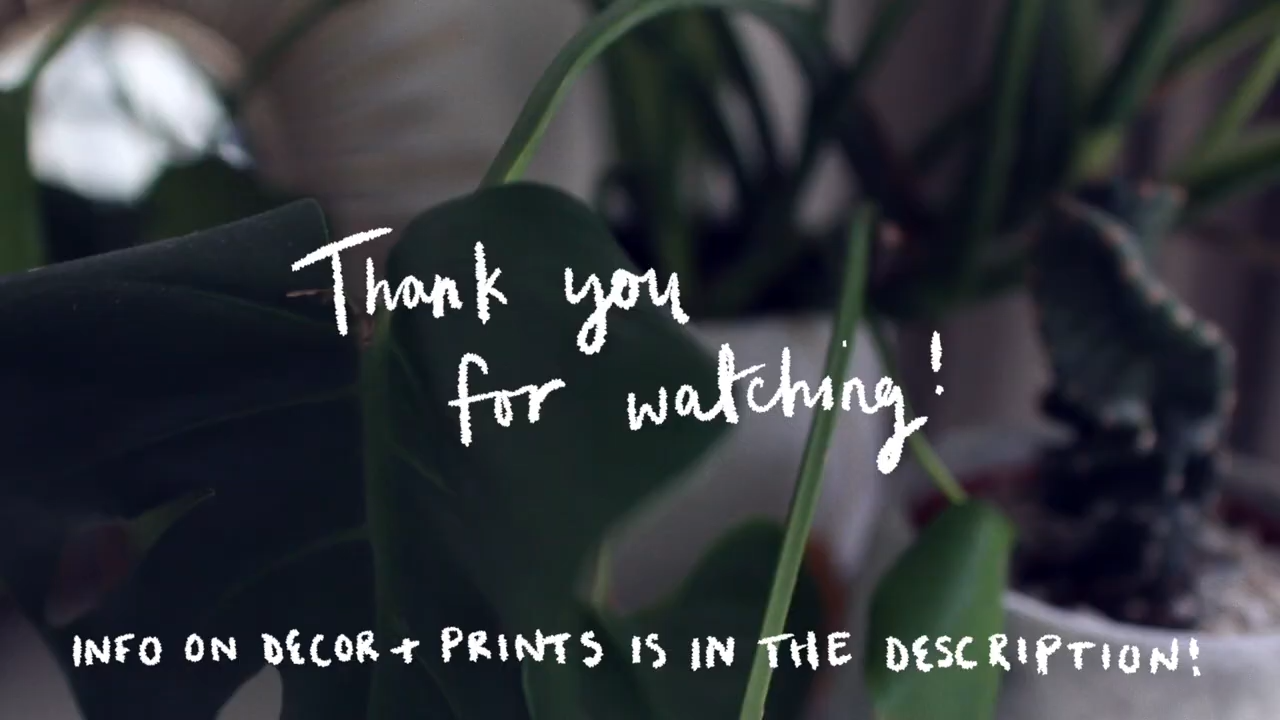 Thank you
for watching!
INFO ON DECOR + PRINTS IS IN THE DESCRIPTION!